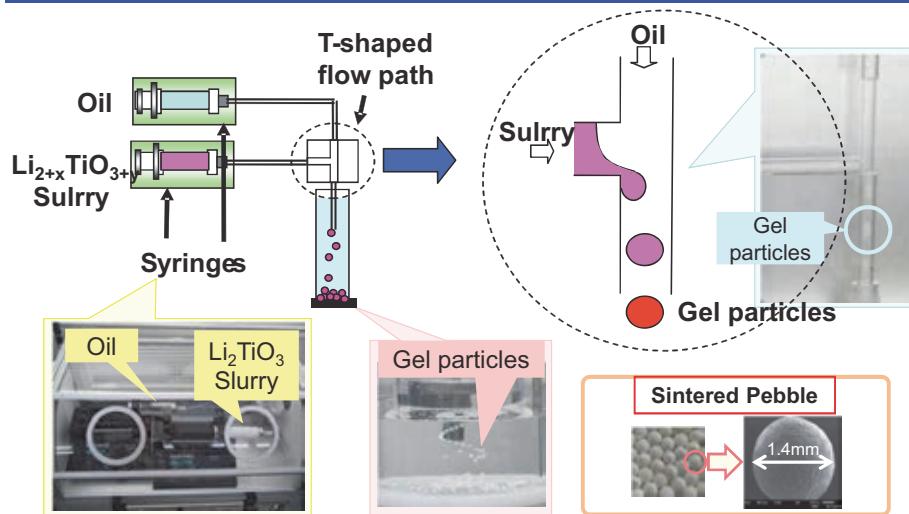 T-shaped
flow path
Oil
Li2+xTiO3+y
Sulrry
Syringes
Oil
Sulrry
Gel particles
Gel
particles
Oil
Li2TiO3
Slurry
Gel particles
Sintered Pebble
1.4mm